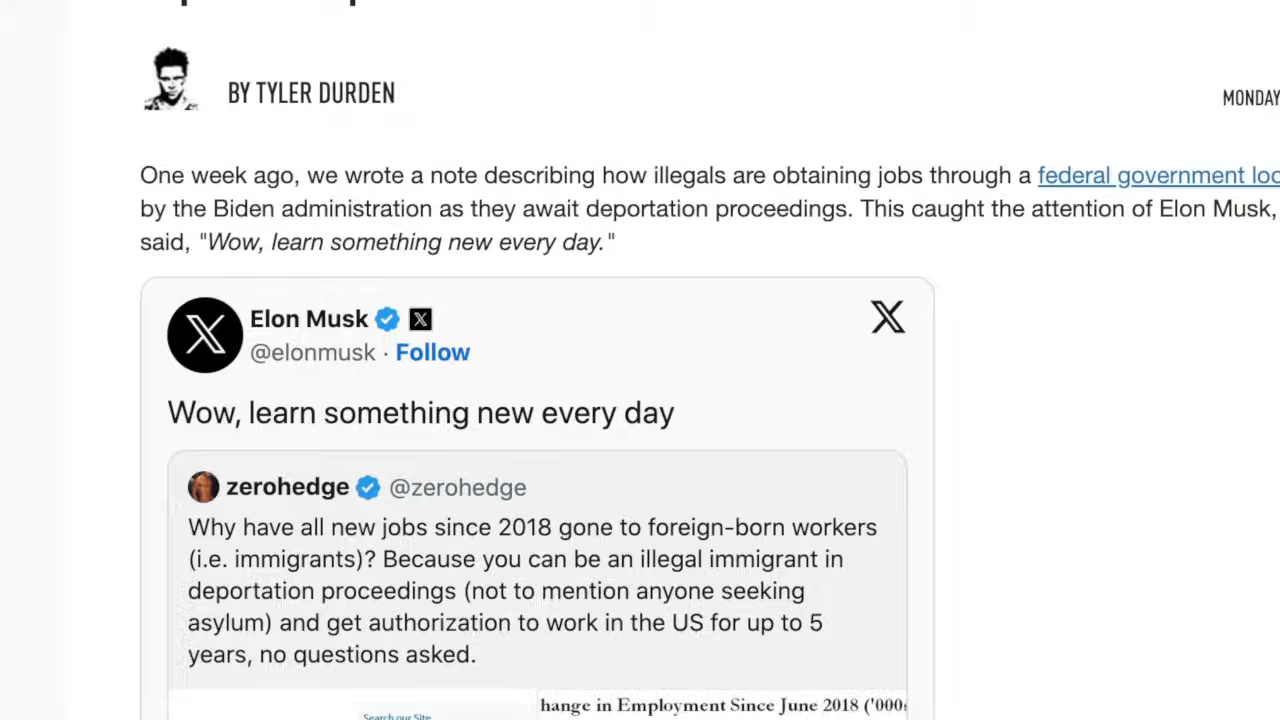 BY TYLER DURDEN
MONDAY
One week ago, we wrote a note describing how illegals are obtaining jobs through a federal government
by the Biden administration as they await deportation proceedings. This caught the attention of Elon Musk,
said, "Wow, learn something new every day."
Elon Musk
@elonmusk · Follow
Wow, learn something new every day
zerohedge @zerohedge
Why have all new jobs since 2018 gone to foreign-born workers
(i.e. immigrants)? Because you can be an illegal immigrant in
deportation proceedings (not to mention anyone seeking
asylum) and get authorization to work in the US for up to 5
years, no questions asked.
Search our Site
hange in Employment Since June 2018 ('000s